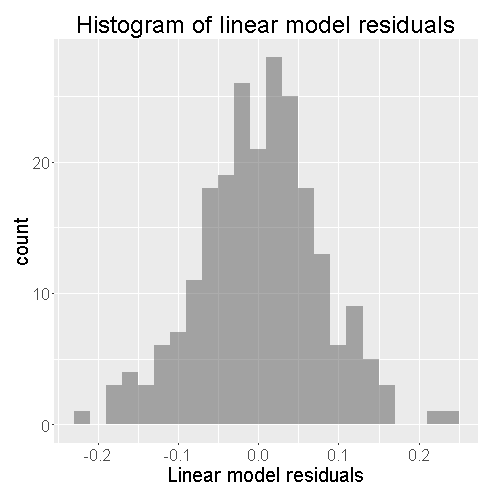 Histogram of linear model residuals
count
20
10
0
-0.2 -0.1 0.0 0.1 0.2
Linear model residuals